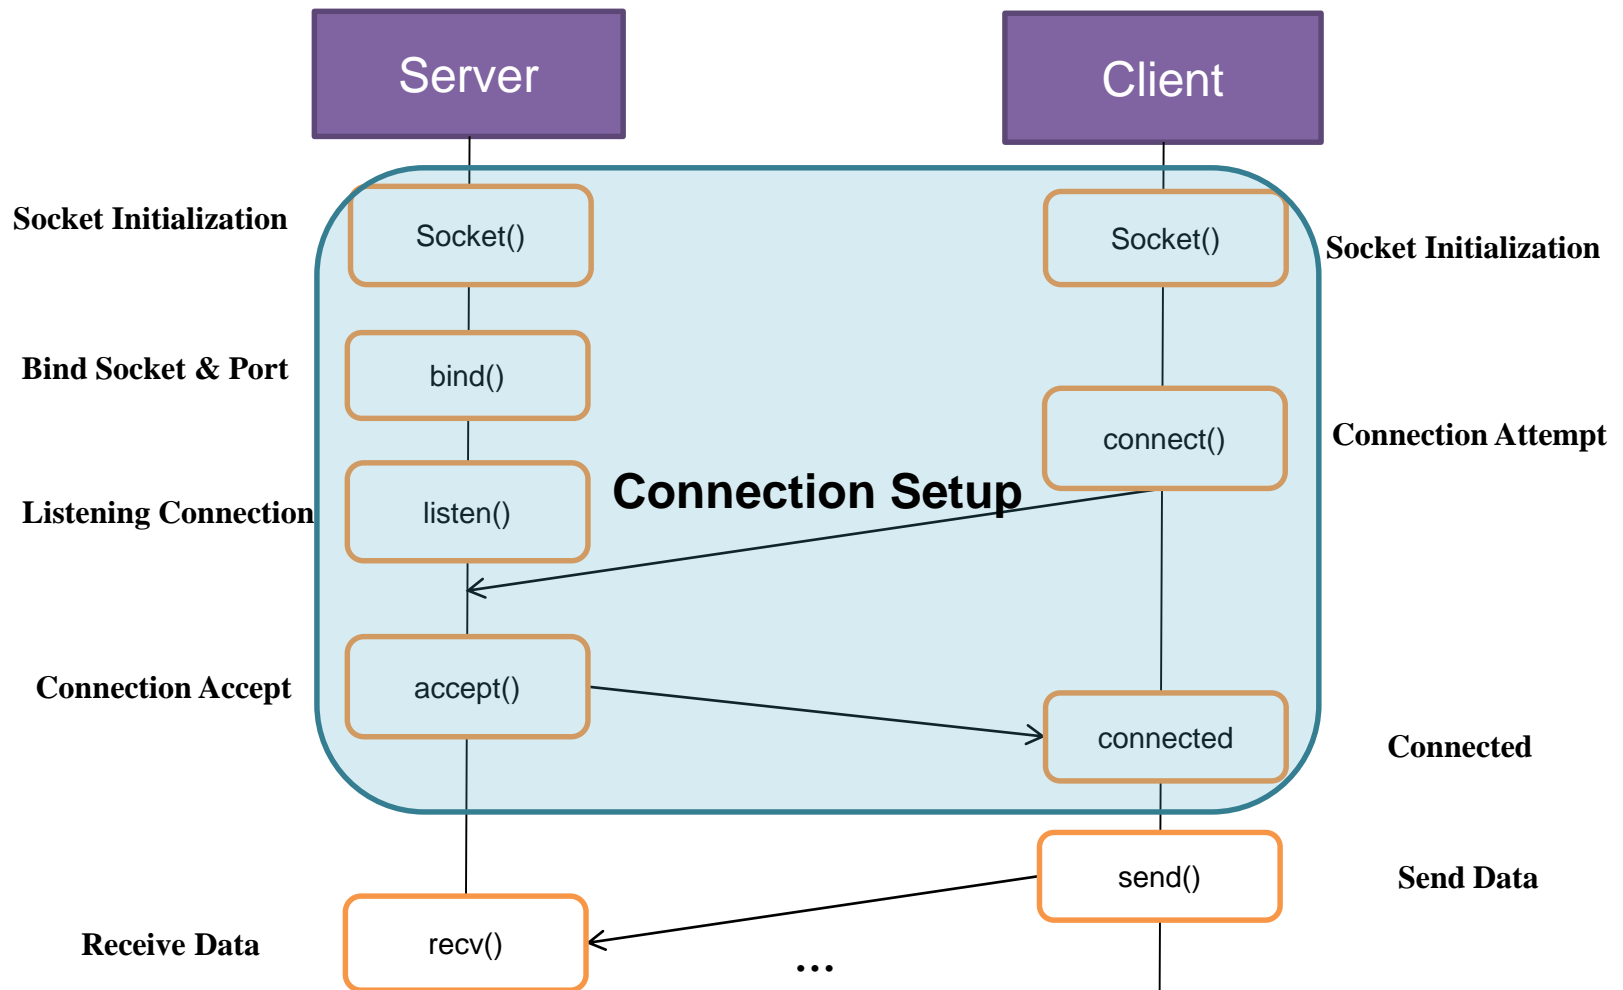 Server
Client
Socket Initialization
Socket()
Socket()
Socket Initialization
Bind Socket & Port
bind()
connect()
Connection Attempt
Connection Setup
Listening Connection
listen()
Connection Accept
accept()
connected
Connected
send()
Send Data
Receive Data
recv()
...